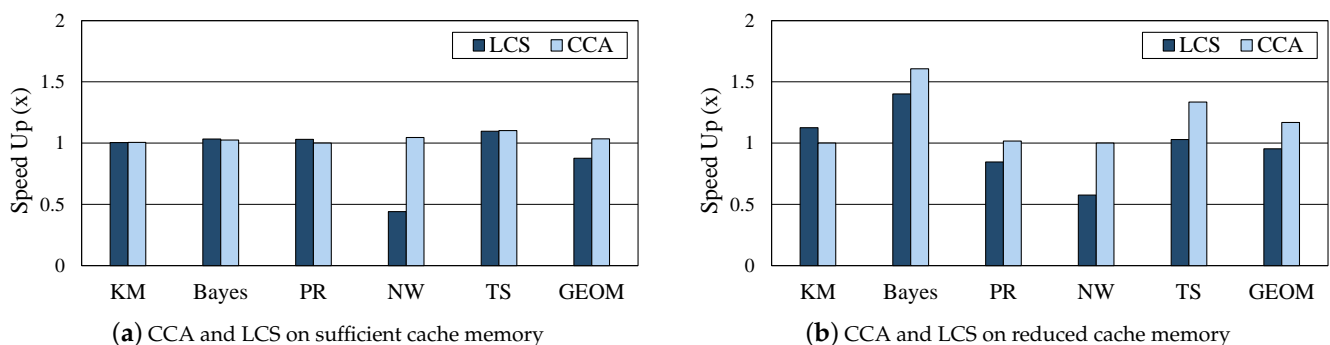 2
1.5
1
0.5
0
Speed Up (x)
LCS CCA
KM Bayes PR NW TS GEOM
(a) CCA and LCS on sufficient cache memory
2
1.5
1
0.5
0
Speed Up (x)
LCS CCA
KM Bayes PR NW TS GEOM
(b) CCA and LCS on reduced cache memory